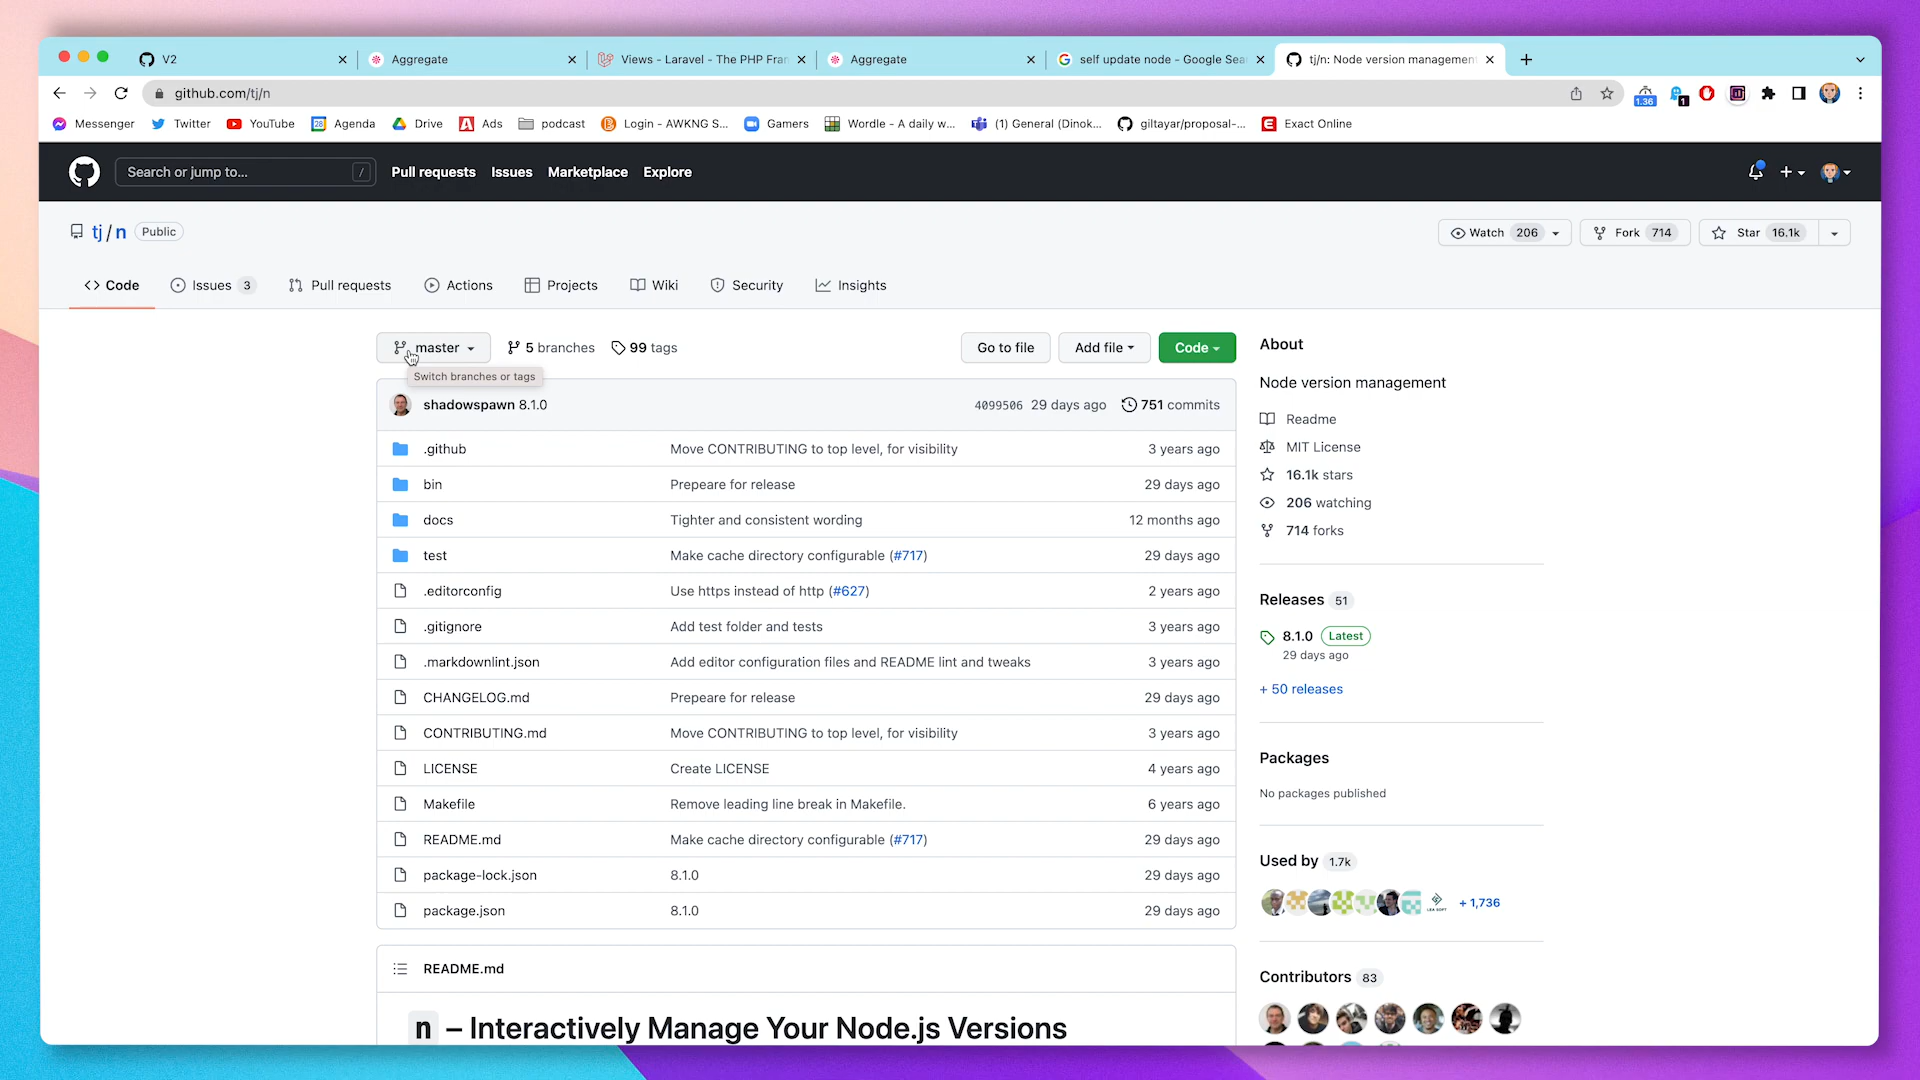 V2
Aggregate
Views - Laravel - The PHP Fra
Aggregate
self update node - Google Sea
tj/n: Node version management
github.com/tj/n
1.36
1
Messenger
Twitter
YouTube
28
Agenda
Drive
Ads
podcast
Login - AWKNG S...
Gamers
Wordle - A daily w...
(1) General (Dinok...
giltayar/proposal-...
Exact Online
Search or jump to...
/
Pull requests
Issues
Marketplace
Explore
tj / n
Public
Watch 206
Fork 714
Star 16.1k
<> Code
Issues 3
Pull requests
Actions
Projects
Wiki
Security
Insights
master
5 branches
99 tags
Go to file
Add file
Code
Switch branches or tags
shadowspawn 8.1.0
4099506 29 days ago
751 commits
.github Move CONTRIBUTING to top level, for visibility 3 years ago
bin Prepeare for release 29 days ago
docs Tighter and consistent wording 12 months ago
test Make cache directory configurable (#717) 29 days ago
.editorconfig Use https instead of http (#627) 2 years ago
.gitignore Add test folder and tests 3 years ago
.markdownlint.json Add editor configuration files and README lint and tweaks 3 years ago
CHANGELOG.md Prepeare for release 29 days ago
CONTRIBUTING.md Move CONTRIBUTING to top level, for visibility 3 years ago
LICENSE Create LICENSE 4 years ago
Makefile Remove leading line break in Makefile. 6 years ago
README.md Make cache directory configurable (#717) 29 days ago
package-lock.json 8.1.0 29 days ago
package.json 8.1.0 29 days ago
README.md
n – Interactively Manage Your Node.js Versions
About
Node version management
Readme
MIT License
16.1k stars
206 watching
714 forks
Releases 51
8.1.0 Latest
29 days ago
+ 50 releases
Packages
No packages published
Used by 1.7k
LEA SOFT
+ 1,736
Contributors 83